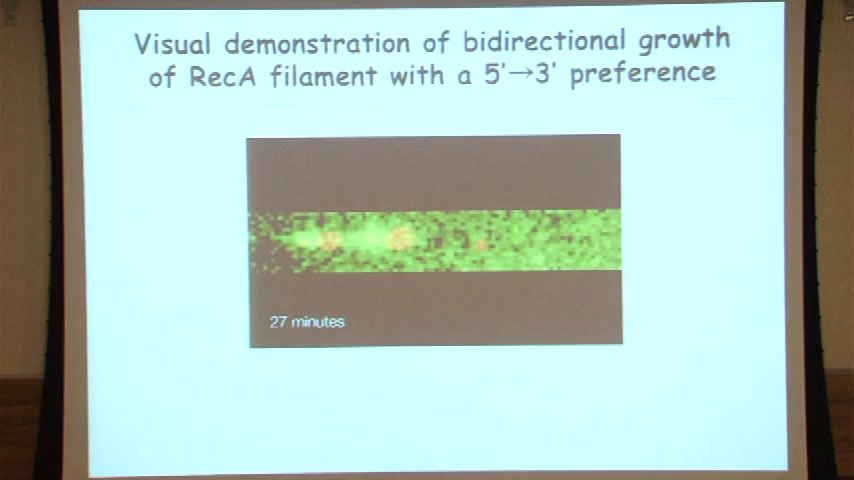 Visual demonstration of bidirectional growth
of RecA filament with a 5'→3' preference
27 minutes